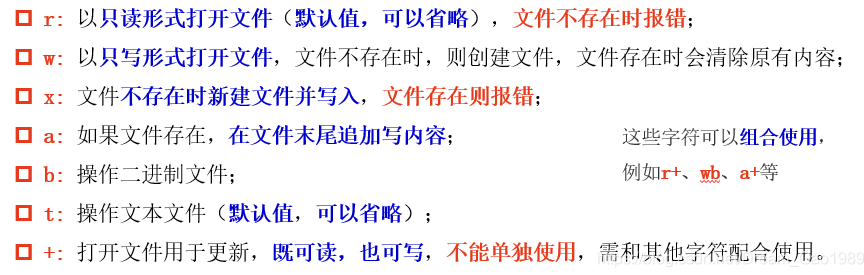 r: 以只读形式打开文件（默认值，可以省略），文件不存在时报错；
w: 以只写形式打开文件，文件不存在时，则创建文件，文件存在时会清除原有内容；
x: 文件不存在时新建文件并写入，文件存在则报错；
a: 如果文件存在，在文件末尾追加写内容；
这些字符可以组合使用，
例如r+、wb、a+等
b: 操作二进制文件；
t: 操作文本文件（默认值，可以省略）；
+: 打开文件用于更新，既可读，也可写，不能单独使用，需和其他字符配合使用。